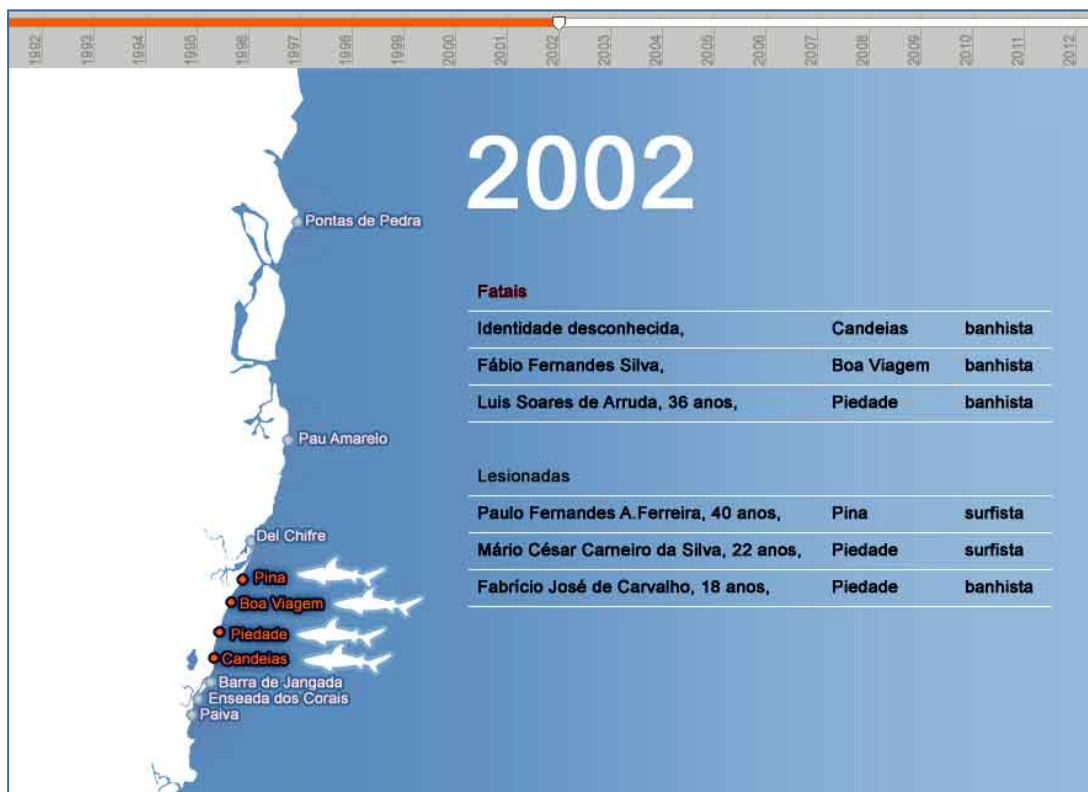 1992 1993 1994 1995 1996 1997 1998 1999 2000 2001 2002 2003 2004 2005 2006 2007 2008 2009 2010 2011 2012
2002
Pontas de Pedra
Fatais
Identidade desconhecida, Candeias banhista
Fábio Fernandes Silva, Boa Viagem banhista
Luis Soares de Arruda, 36 anos, Piedade banhista
Pau Amarelo
Lesionadas
Paulo Fernandes A.Ferreira, 40 anos, Pina surfista
Mário César Carneiro da Silva, 22 anos, Piedade surfista
Fabrício José de Carvalho, 18 anos, Piedade banhista
Del Chifre
Pina
Boa Viagem
Piedade
Candeias
Barra de Jangada
Enseada dos Corais
Paiva